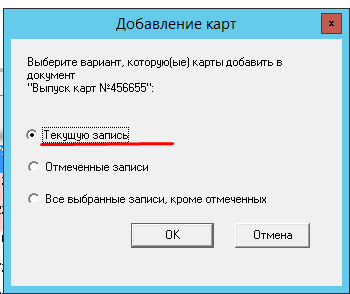 Добавление карт
Выберите вариант, которую(ые) карты добавить в
документ
"Выпуск карт №456655":
Текущую запись
Отмеченные записи
Все выбранные записи, кроме отмеченных
OK
Отмена